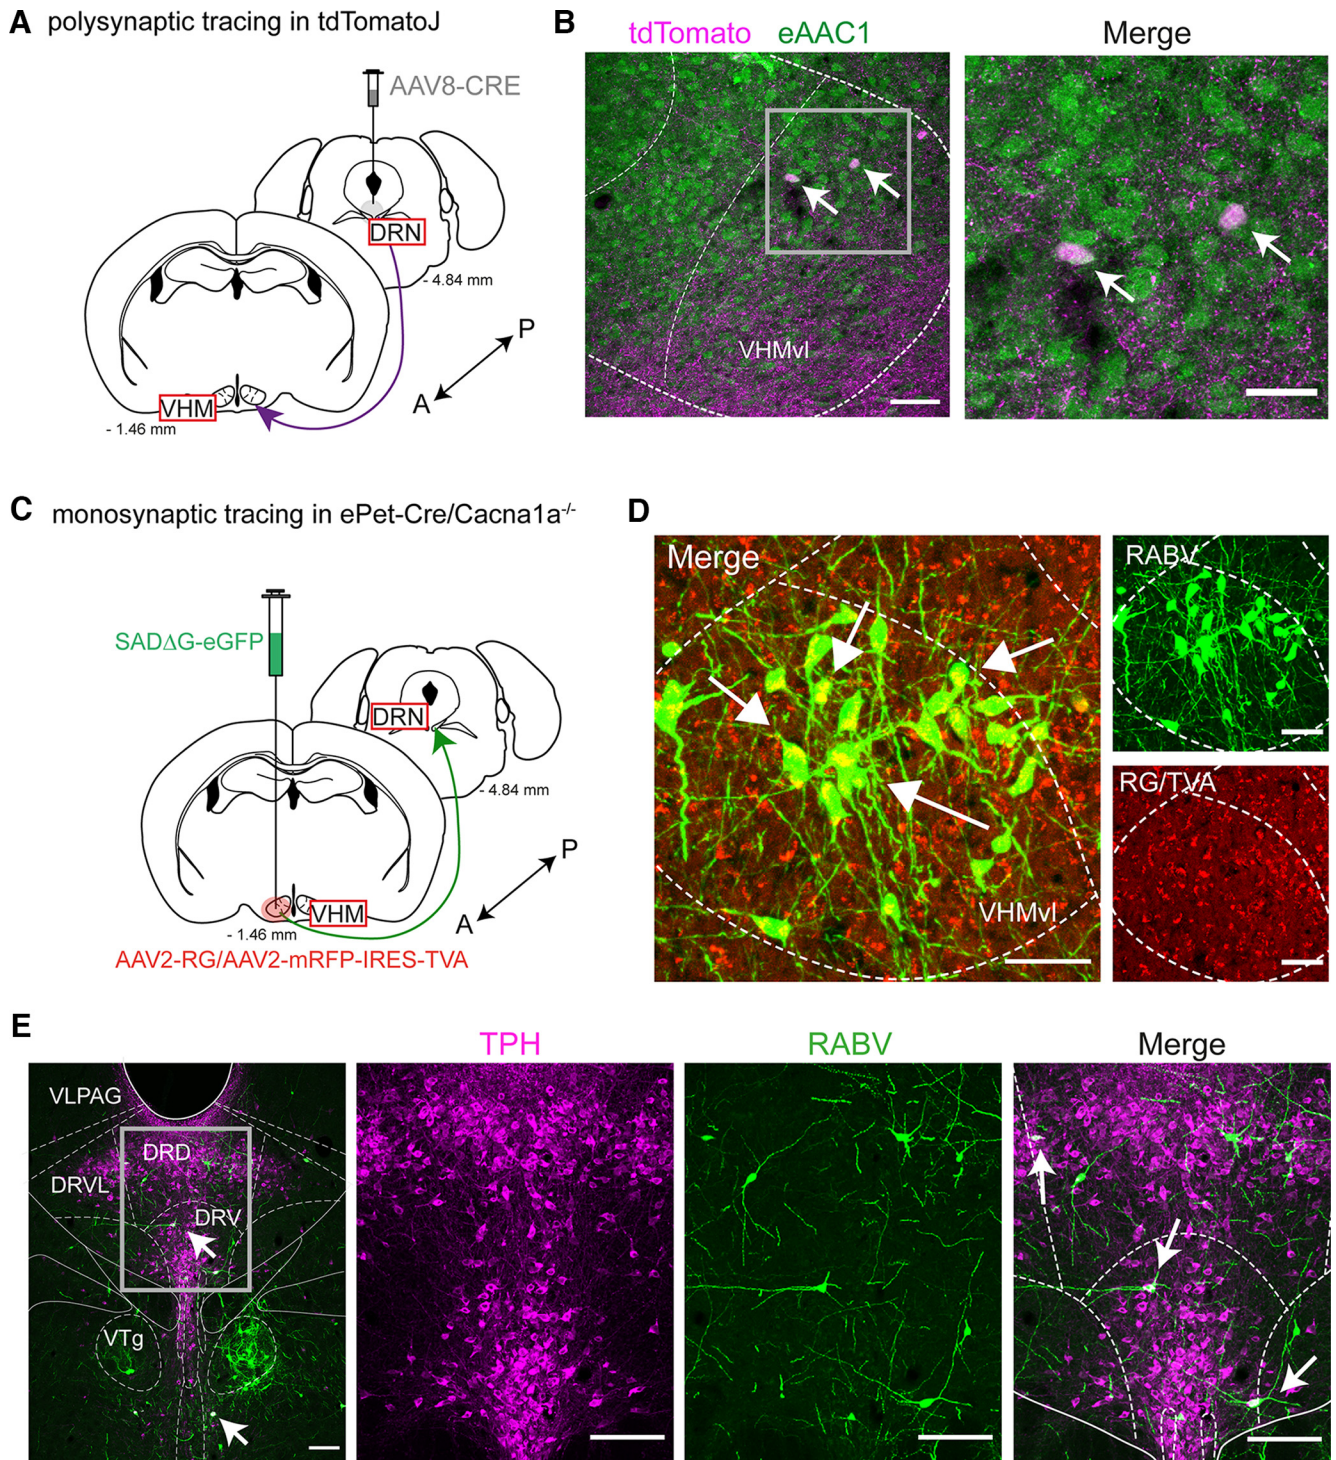 A polysynaptic tracing in tdTomatoJ
AAV8-CRE
DRN
- 4.84 mm
P
A
VHM
- 1.46 mm
B
tdTomato eAAC1
Merge
VHMvl
C monosynaptic tracing in ePet-Cre/Cacna1a-/-
SADΔG-eGFP
DRN
- 4.84 mm
P
A
VHM
- 1.46 mm
AAV2-RG/AAV2-mRFP-IRES-TVA
D
Merge
VHMvl
RABV
RG/TVA
E
TPH
RABV
Merge
VLPAG
DRD
DRVL
DRV
VTg